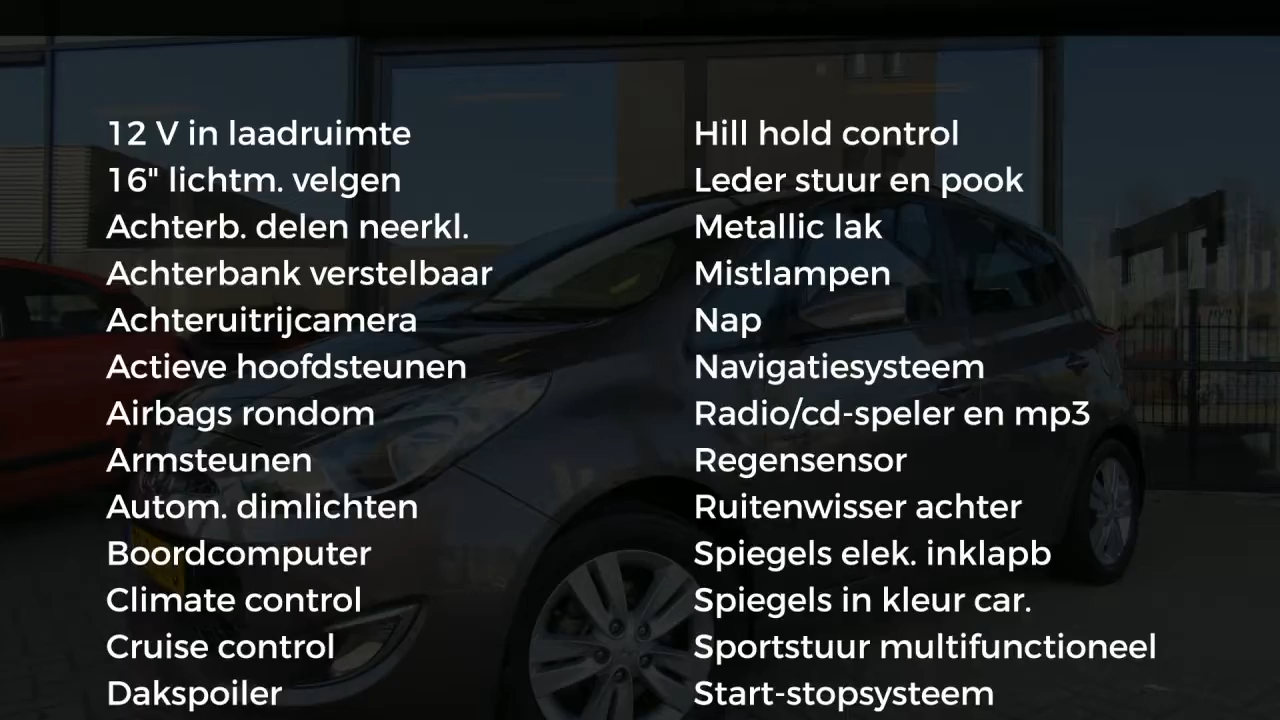 12 V in laadruimte
16" lichtm. velgen
Achterb. delen neerkl.
Achterbank verstelbaar
Achteruitrijcamera
Actieve hoofdsteunen
Airbags rondom
Armsteunen
Autom. dimlichten
Boordcomputer
Climate control
Cruise control
Dakspoiler
Hill hold control
Leder stuur en pook
Metallic lak
Mistlampen
Nap
Navigatiesysteem
Radio/cd-speler en mp3
Regensensor
Ruitenwisser achter
Spiegels elek. inklapb
Spiegels in kleur car.
Sportstuur multifunctioneel
Start-stopsysteem